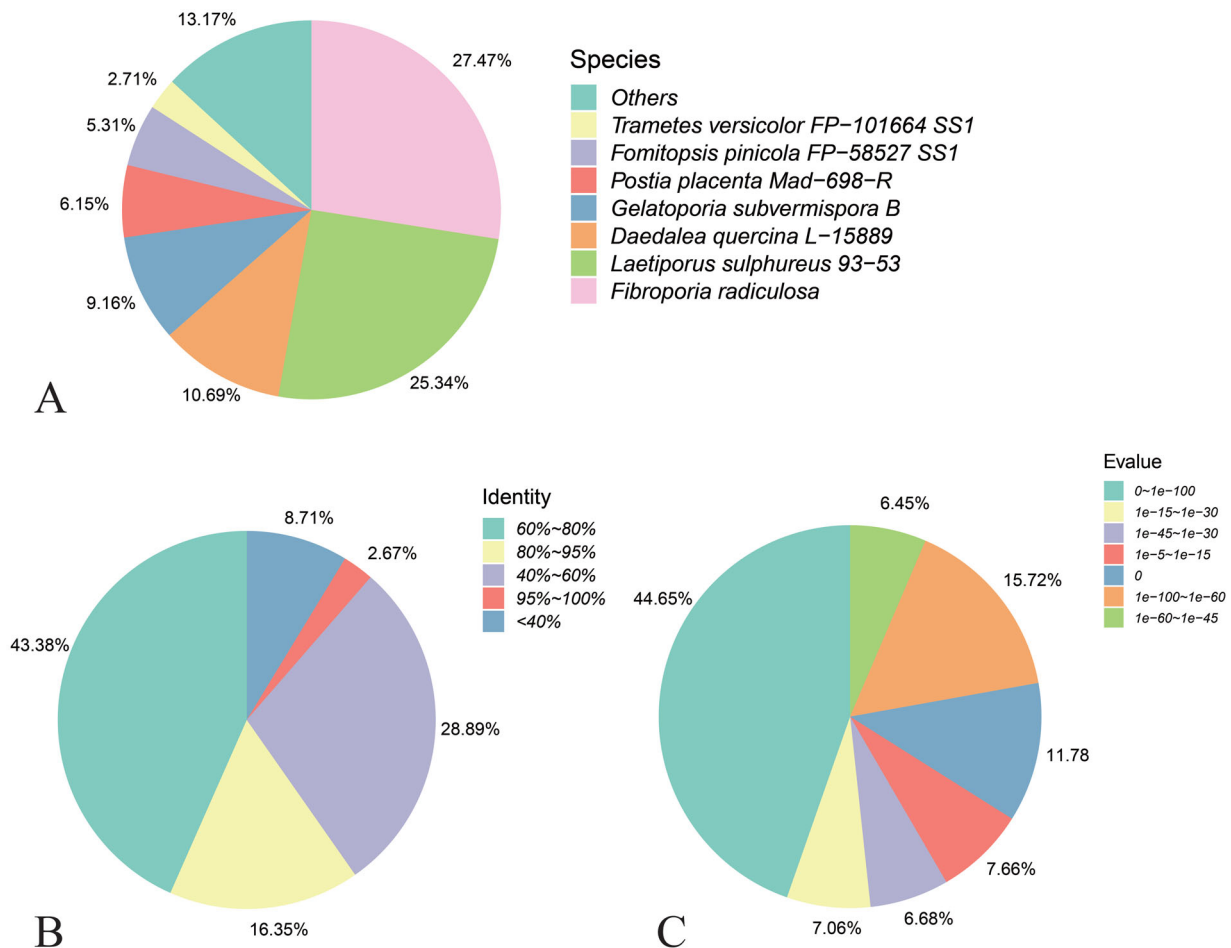 13.17%
27.47%
2.71%
5.31%
6.15%
9.16%
10.69%
25.34%
Species
Others
Trametes versicolor FP−101664 SS1
Fomitopsis pinicola FP−58527 SS1
Postia placenta Mad−698−R
Gelatoporia subvermispora B
Daedalea quercina L−15889
Laetiporus sulphureus 93−53
Fibroporia radiculosa
A
8.71%
2.67%
43.38%
28.89%
16.35%
Identity
60%~80%
80%~95%
40%~60%
95%~100%
<40%
B
6.45%
15.72%
44.65%
11.78
7.66%
6.68%
7.06%
Evalue
0~1e−100
1e−15~1e−30
1e−45~1e−30
1e−5~1e−15
0
1e−100~1e−60
1e−60~1e−45
C